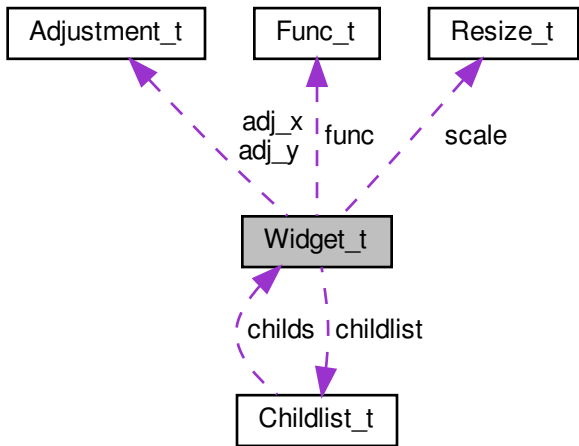 Adjustment_t
Func_t
Resize_t
adj_x
adj_y
func
scale
Widget_t
childs
childlist
Childlist_t